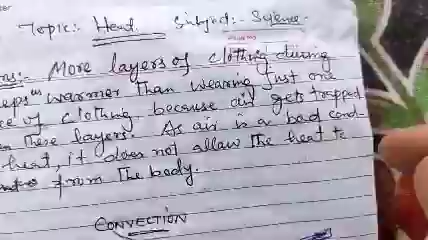 Topic:- Heat Subject:- Science.
More layers of clothing during
us warmer than wearing just one
of clothing because air gets trapped
these layers. As air is a bad cond
heat, it does not allow the heat to
from the body.
CONVECTION